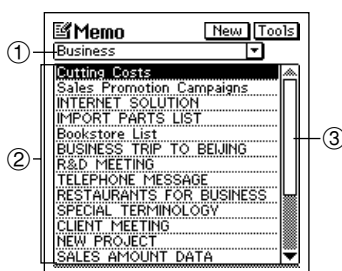 Memo New Tools
① Business
Cutting Costs
Sales Promotion Campaigns
INTERNET SOLUTION
IMPORT PARTS LIST
Bookstore List
BUSINESS TRIP TO BEIJING
② R&D MEETING ③
TELEPHONE MESSAGE
RESTAURANTS FOR BUSINESS
SPECIAL TERMINOLOGY
CLIENT MEETING
NEW PROJECT
SALES AMOUNT DATA